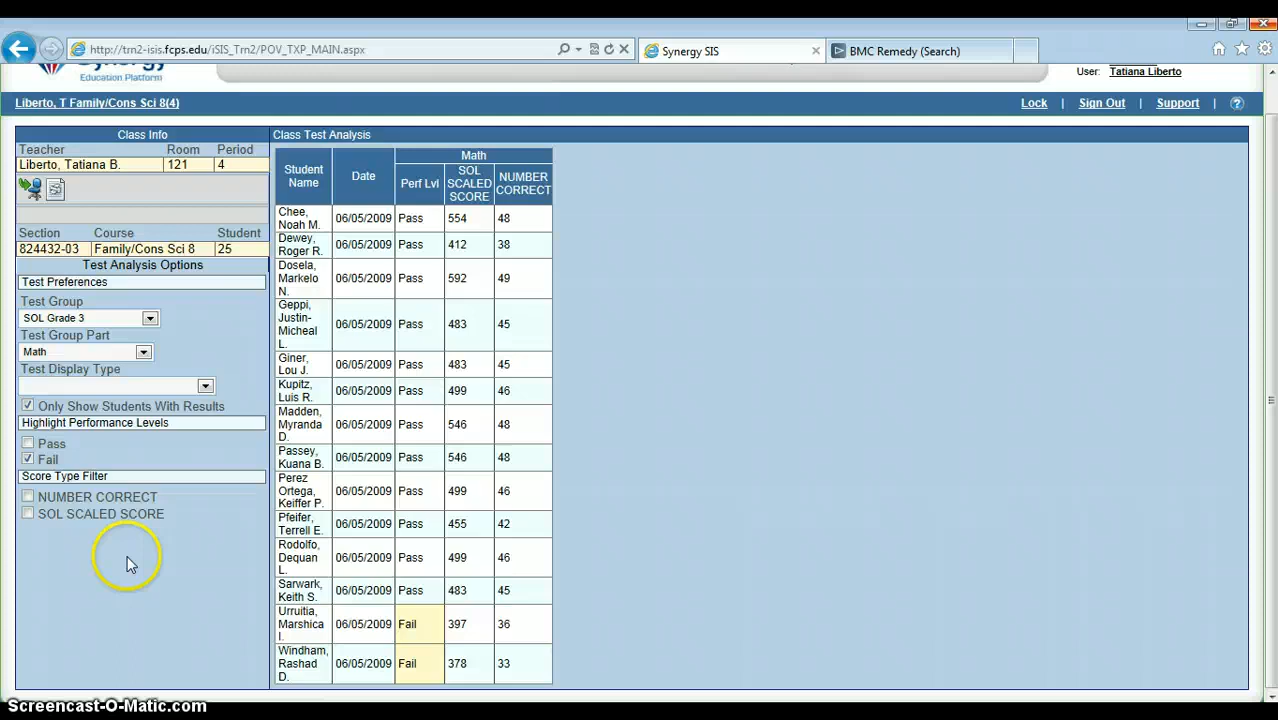 http://trn2-isis.fcps.edu/iSIS_Trn2/POV_TXP_MAIN.aspx
Synergy SIS
BMC Remedy (Search)
Synergy
Education Platform
User: Tatiana Liberto
Liberto, T Family/Cons Sci 8(4)
Lock | Sign Out | Support | ?
Class Info
Teacher Room Period
Liberto, Tatiana B. 121 4
Section Course Student
824432-03 Family/Cons Sci 8 25
Test Analysis Options
Test Preferences
Test Group
SOL Grade 3
Test Group Part
Math
Test Display Type
Only Show Students With Results
Highlight Performance Levels
Pass
Fail
Score Type Filter
NUMBER CORRECT
SOL SCALED SCORE
Class Test Analysis
Student
Name
Date
Math
Perf Lvl
SOL
SCALED
SCORE
NUMBER
CORRECT
Chee,
Noah M. 06/05/2009 Pass 554 48
Dewey,
Roger R. 06/05/2009 Pass 412 38
Dosela,
Markelo 06/05/2009 Pass 592 49
N.
Geppi,
Justin-
Micheal 06/05/2009 Pass 483 45
L.
Giner,
Lou J. 06/05/2009 Pass 483 45
Kupitz,
Luis R. 06/05/2009 Pass 499 46
Madden,
Myranda 06/05/2009 Pass 546 48
D.
Passey,
Kuana B. 06/05/2009 Pass 546 48
Perez
Ortega, 06/05/2009 Pass 499 46
Keiffer P.
Pfeifer,
Terrell E. 06/05/2009 Pass 455 42
Rodolfo,
Dequan 06/05/2009 Pass 499 46
L.
Sarwark,
Keith S. 06/05/2009 Pass 483 45
Urruitia,
Marshica 06/05/2009 Fail 397 36
I.
Windham,
Rashad 06/05/2009 Fail 378 33
D.
Screencast-O-Matic.com